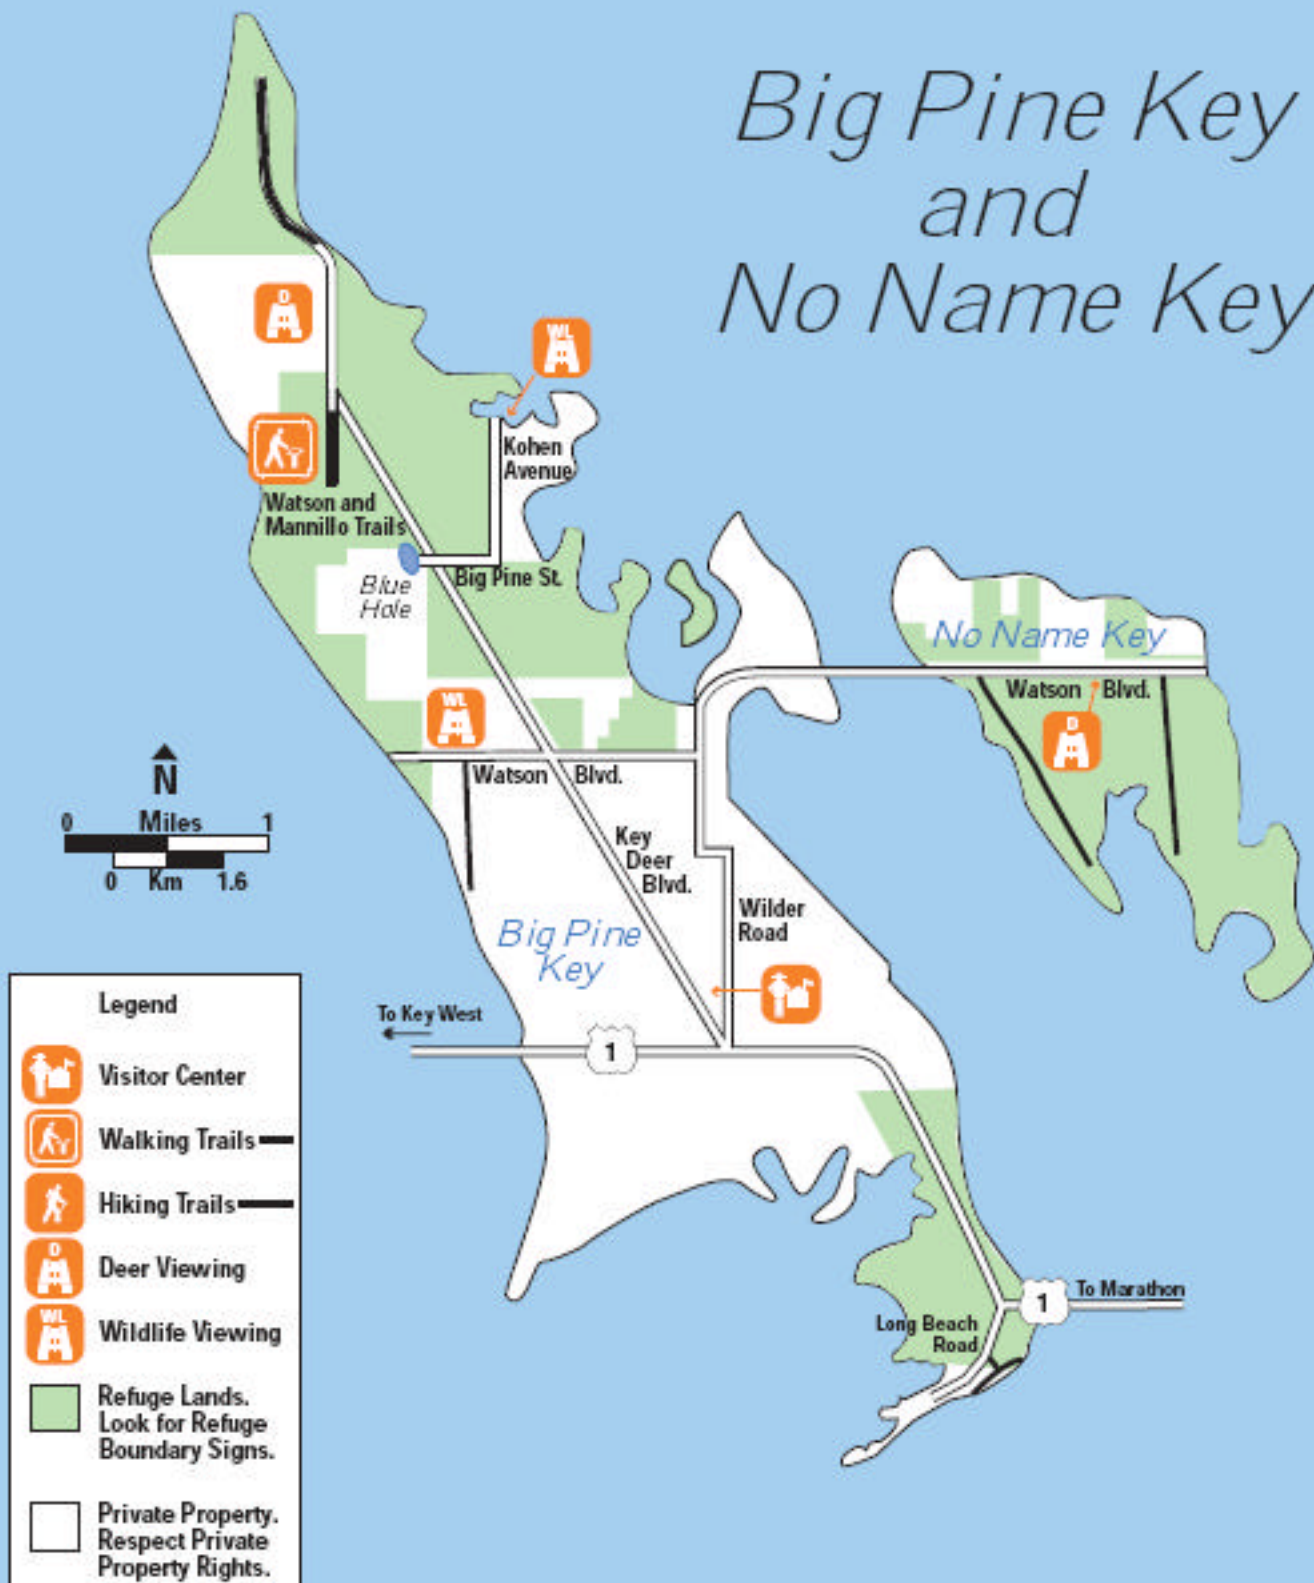 Big Pine Key
and
No Name Key
D
WL
Kohen
Avenue
Watson and
Mannillo Trails
Blue
Hole
Big Pine St.
No Name Key
Watson Blvd.
D
WL
Watson Blvd.
N
0 Miles 1
0 Km 1.6
Key
Deer
Blvd.
Wilder
Road
Big Pine
Key
To Key West
1
1
To Marathon
Long Beach
Road
Legend
Visitor Center
Walking Trails
Hiking Trails
D
Deer Viewing
WL
Wildlife Viewing
Refuge Lands.
Look for Refuge
Boundary Signs.
Private Property.
Respect Private
Property Rights.